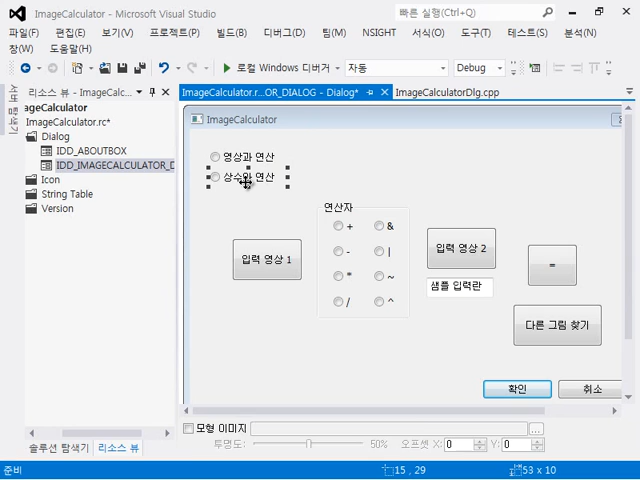 ImageCalculator - Microsoft Visual Studio
빠른 실행(Ctrl+Q)
파일(F) 편집(E) 보기(V) 프로젝트(P) 빌드(B) 디버그(D) 팀(M) NSIGHT 서식(O) 도구(T) 테스트(S) 분석(N)
창(W) 도움말(H)
로컬 Windows 디버거 자동 Debug
리소스 뷰 - ImageCalc...
ImageCalculator.r...OR_DIALOG - Dialog* ImageCalculatorDlg.cpp
서버 탐색기
ageCalculator
ImageCalculator.rc*
Dialog
IDD_ABOUTBOX
IDD_IMAGECALCULATOR_D
Icon
String Table
Version
ImageCalculator
영상과 연산
상수와 연산
연산자
+ &
- |
* ~
/ ^
입력 영상 1
입력 영상 2
샘플 입력란
=
다른 그림 찾기
확인 취소
모형 이미지 ...
투명도: 50% 오프셋 X: 0 Y: 0
솔루션 탐색기 리소스 뷰
준비 15, 29 53 x 10